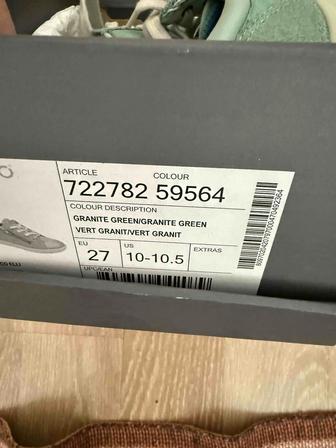 ARTICLE COLOUR
722782 59564
COLOUR DESCRIPTION
GRANITE GREEN/GRANITE GREEN
VERT GRANIT/VERT GRANIT
EU US EXTRAS
27 10-10.5
UPC/EAN